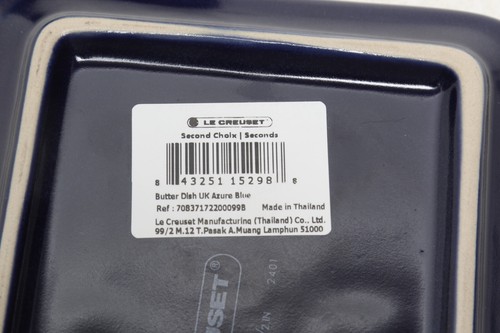 LE CREUSET
Second Choix | Seconds
8 43251 15298 8
Butter Dish UK Azure Blue
Ref : 70837172200099B Made in Thailand
Le Creuset Manufacturing (Thailand) Co., Ltd.
99/2 M.12 T.Pasak A.Muang Lamphun 51000
2401